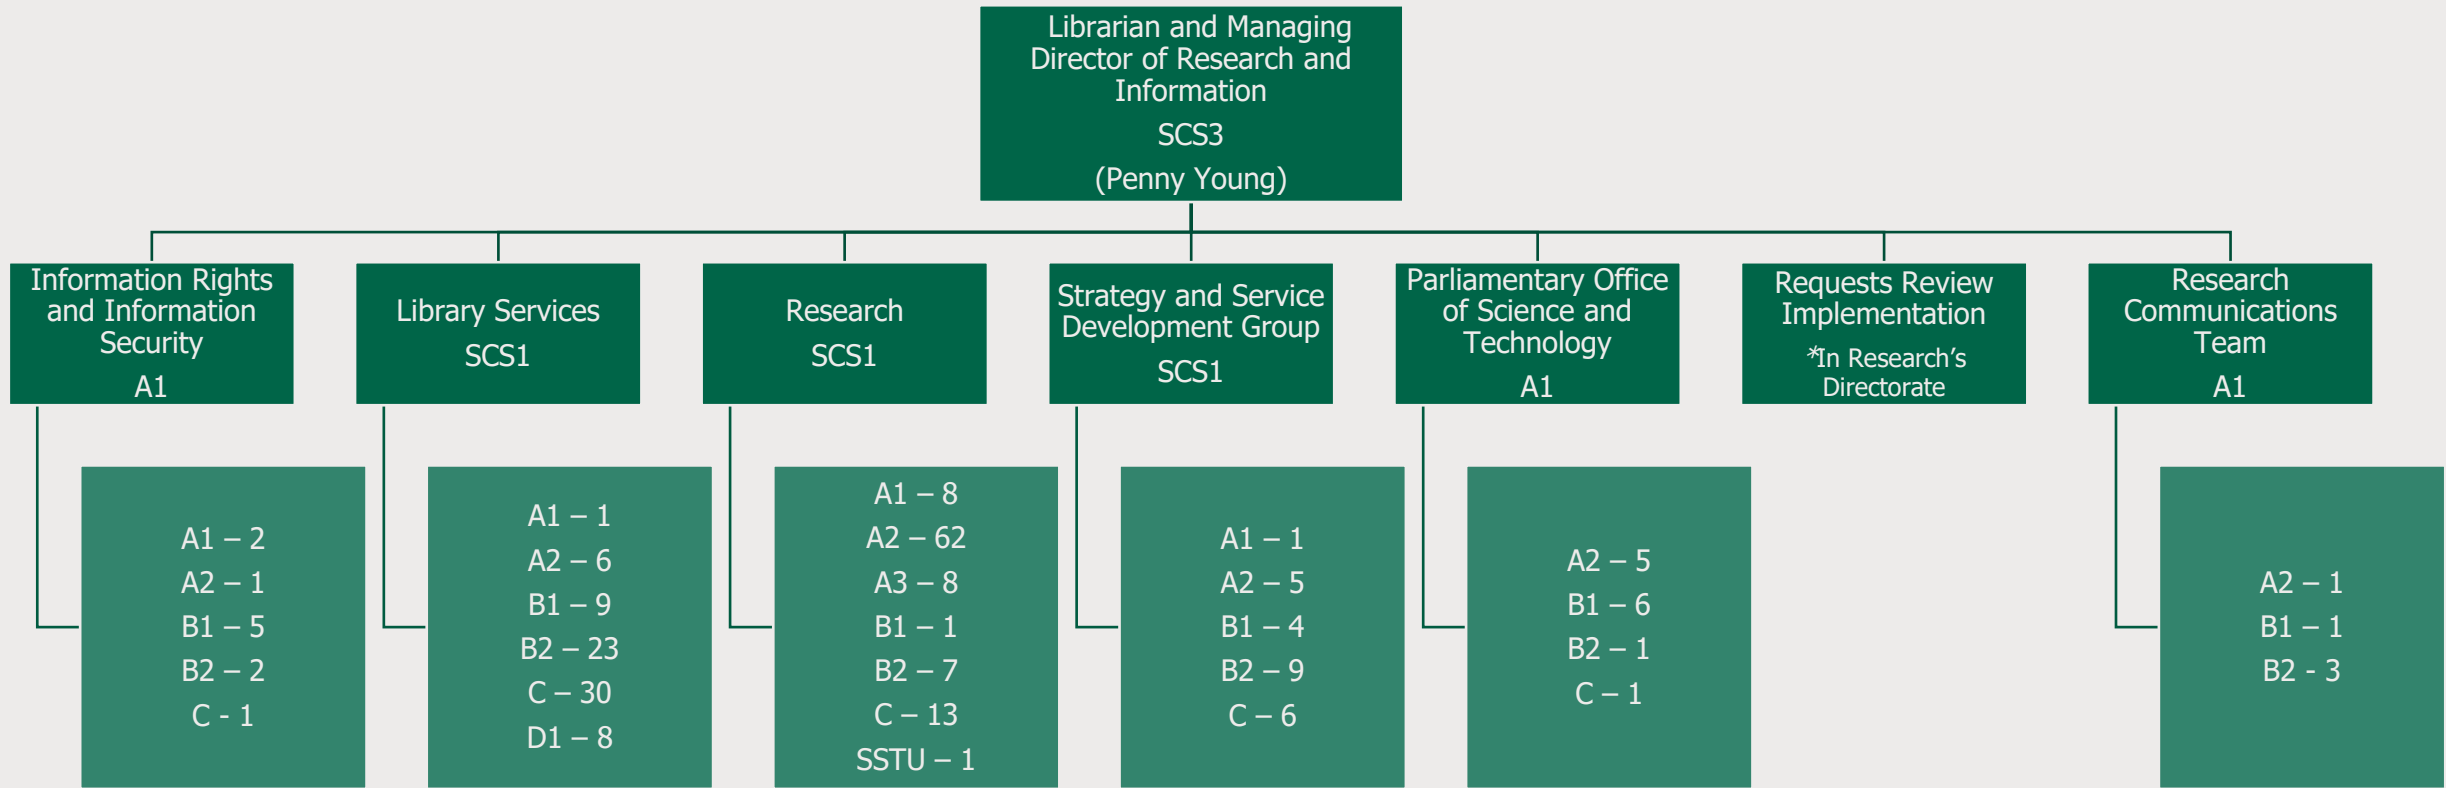 Librarian and Managing
Director of Research and
Information
SCS3
(Penny Young)
Information Rights
and Information
Security
A1
Library Services
SCS1
Research
SCS1
Strategy and Service
Development Group
SCS1
Parliamentary Office
of Science and
Technology
A1
Requests Review
Implementation
*In Research’s
Directorate
Research
Communications
Team
A1
A1 – 2
A2 – 1
B1 – 5
B2 – 2
C - 1
A1 – 1
A2 – 6
B1 – 9
B2 – 23
C – 30
D1 – 8
A1 – 8
A2 – 62
A3 – 8
B1 – 1
B2 – 7
C – 13
SSTU – 1
A1 – 1
A2 – 5
B1 – 4
B2 – 9
C – 6
A2 – 5
B1 – 6
B2 – 1
C – 1
A2 – 1
B1 – 1
B2 - 3